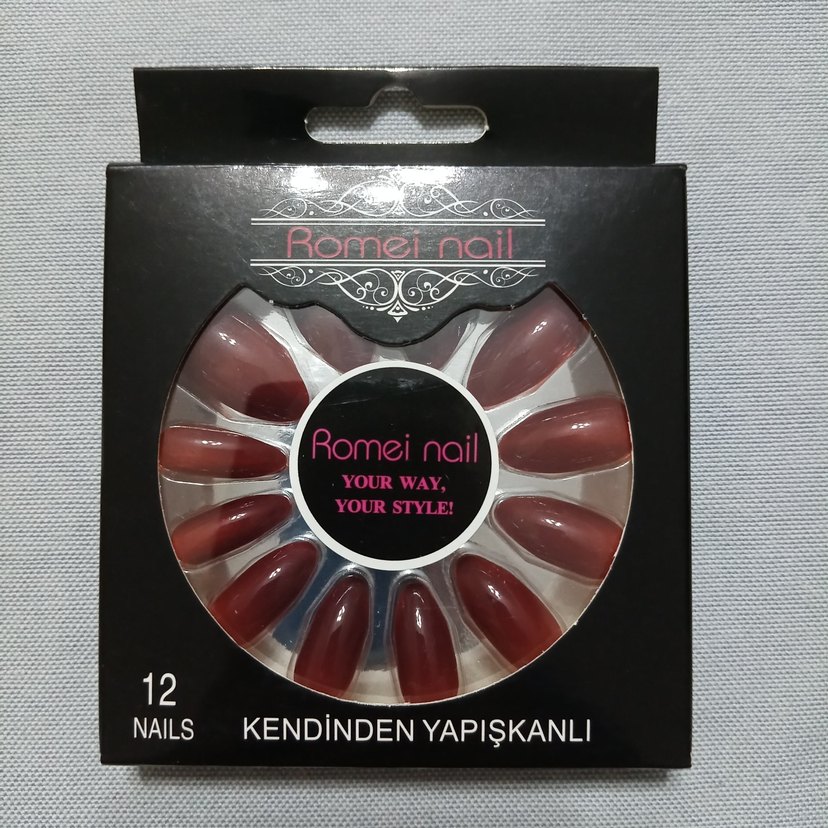 Romei nail
Romei nail
YOUR WAY,
YOUR STYLE!
12
NAILS
KENDİNDEN YAPIŞKANLI